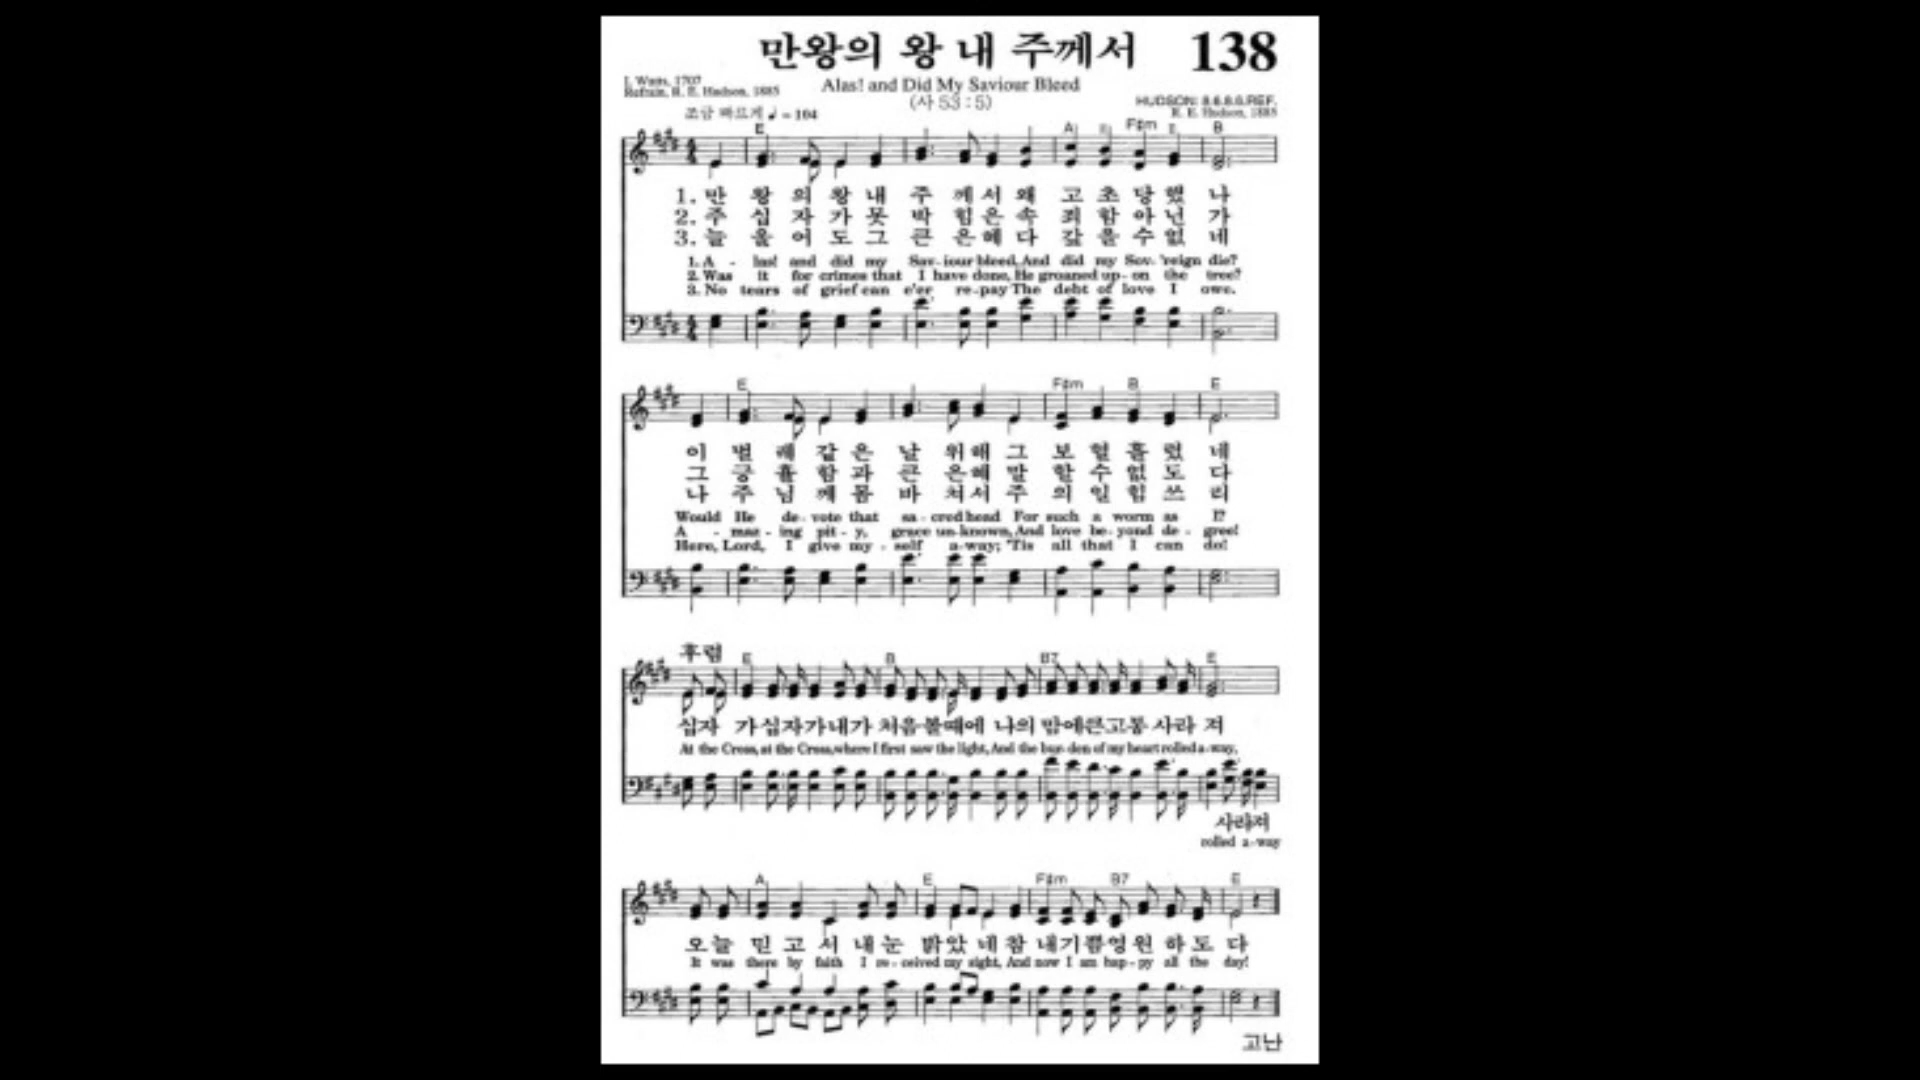 만왕의 왕 내 주께서 138
I. Watts, 1707
Refrain, R. E. Hudson, 1885
Alas! and Did My Saviour Bleed
(사 53 : 5)
HUDSON: 8.6.8.6.REF.
R. E. Hudson, 1885
조금 빠르게 ♩ = 104
E A E F#m E B
1. 만 왕 의 왕 내 주 께 서 왜 고 초 당 했 나
2. 주 십 자 가 못 박 힘 은 속 죄 함 아 닌 가
3. 늘 울 어 도 그 큰 은 혜 다 갚 을 수 없 네
1. A - las! and did my Sav-iour bleed, And did my Sov-'reign die?
2. Was it for crimes that I have done, He groaned up-on the tree?
3. No tears of grief can e'er re-pay The debt of love I owe.
E F#m B E
이 벌 레 같 은 날 위 해 그 보 혈 흘 렸 네
그 긍 휼 함 과 큰 은 혜 말 할 수 없 도 다
나 주 님 께 몸 바 쳐 서 주 의 일 힘 쓰 리
Would He de-vote that sa-cred head For such a worm as I?
A - maz-ing pit-y, grace un-known, And love be-yond de-gree!
Here, Lord, I give my-self a-way; 'Tis all that I can do!
후렴 E B B7 E
십자 가 십자가 내가 처음 볼때에 나의 맘에 큰 고통 사라 져
At the Cross, at the Cross, where I first saw the light, And the bur-den of my heart rolled a-way,
사라져
rolled a-way
A E F#m B7 E
오 늘 믿 고 서 내 눈 밝 았 네 참 내 기 쁨 영 원 하 도 다
It was there by faith I re-ceived my sight, And now I am hap-py all the day!
고난